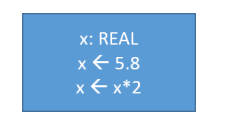 x: REAL
x ← 5.8
x ← x*2